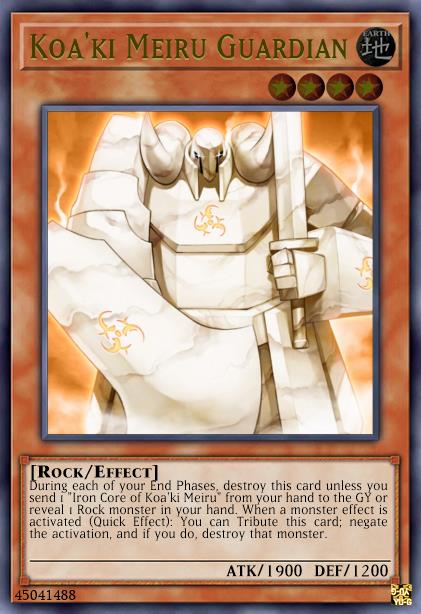 Koa'ki Meiru Guardian
EARTH
地
[Rock/Effect]
During each of your End Phases, destroy this card unless you
send 1 "Iron Core of Koa'ki Meiru" from your hand to the GY or
reveal 1 Rock monster in your hand. When a monster effect is
activated (Quick Effect): You can Tribute this card; negate
the activation, and if you do, destroy that monster.
ATK/1900 DEF/1200
45041488